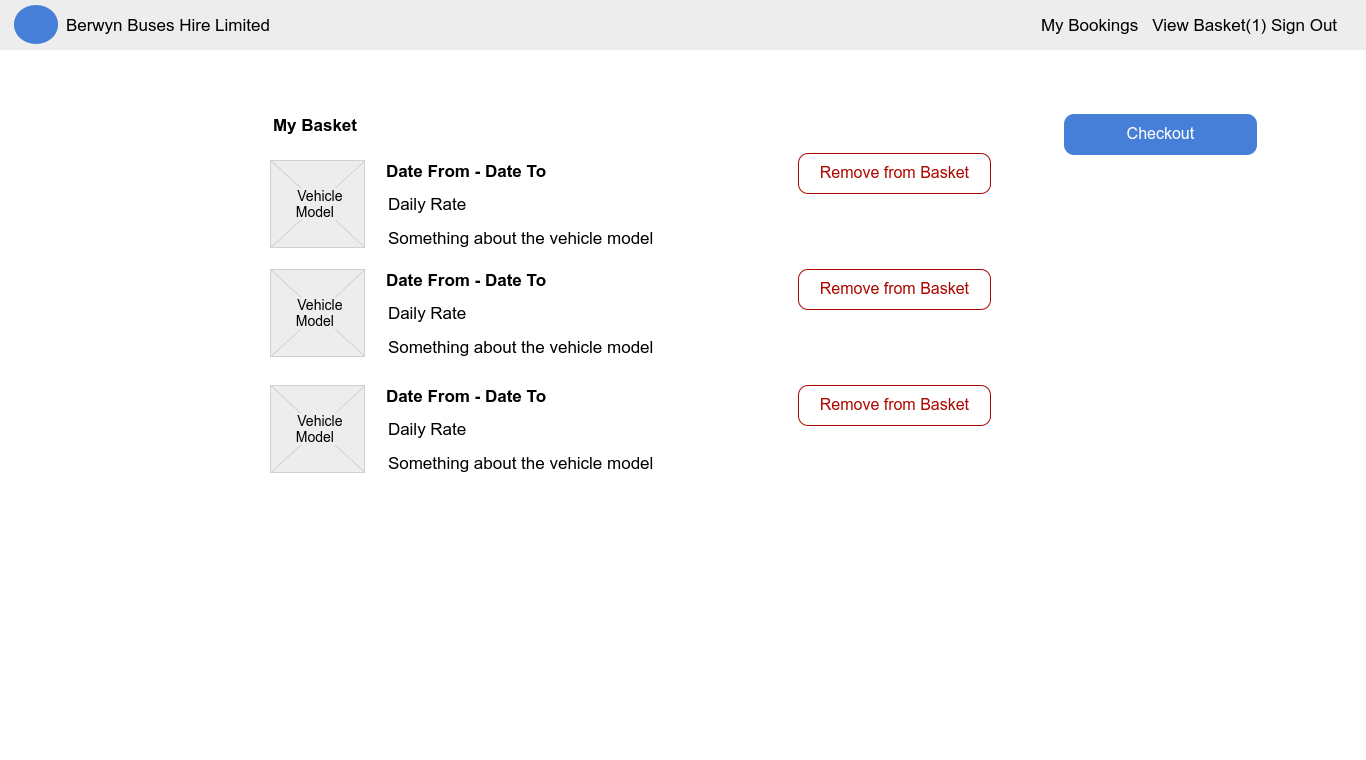 Berwyn Buses Hire Limited
My Bookings View Basket(1) Sign Out
My Basket
Checkout
Vehicle
Model
Date From - Date To
Daily Rate
Something about the vehicle model
Remove from Basket
Vehicle
Model
Date From - Date To
Daily Rate
Something about the vehicle model
Remove from Basket
Vehicle
Model
Date From - Date To
Daily Rate
Something about the vehicle model
Remove from Basket